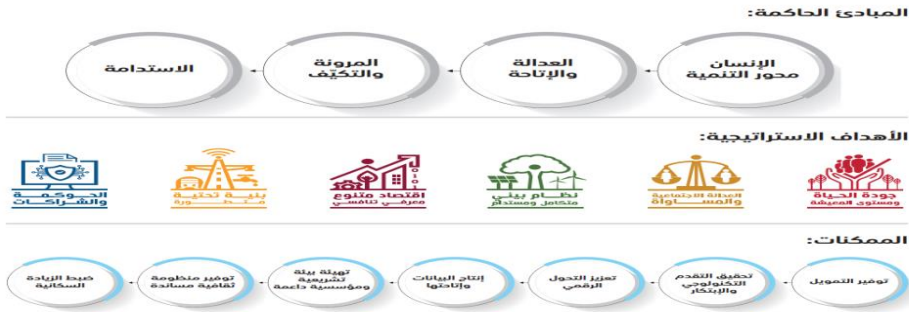 المبادئ الحاكمة:
الإنسان
محور التنمية
العدالة
والإتاحة
المرونة
والتكيّف
الاستدامة
الأهداف الاستراتيجية:
جودة الحياة
ومستوى المعيشة
العدالة الاجتماعية
والمساواة
نظام بيئي
متكامل ومستدام
اقتصاد متنوع
معرفي تنافسي
بنية تحتية
متطورة
الحوكمة
والشراكات
الممكنات:
توفير التمويل
تحقيق التقدم
التكنولوجي
والإبتكار
تعزيز التحول
الرقمي
إنتاج البيانات
وإتاحتها
تهيئة بيئة
تشريعية
ومؤسسية داعمة
توفير منظومة
ثقافية مساندة
ضبط الزيادة
السكانية